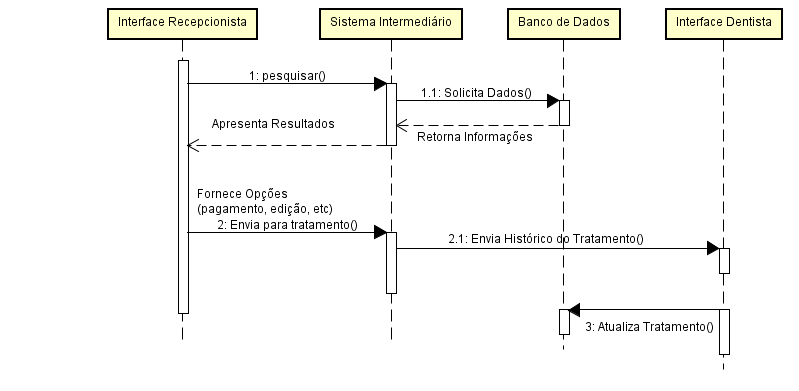 Interface Recepcionista
Sistema Intermediário
Banco de Dados
Interface Dentista
1: pesquisar()
1.1: Solicita Dados()
Apresenta Resultados
Retorna Informações
Fornece Opções
(pagamento, edição, etc)
2: Envia para tratamento()
2.1: Envia Histórico do Tratamento()
3: Atualiza Tratamento()